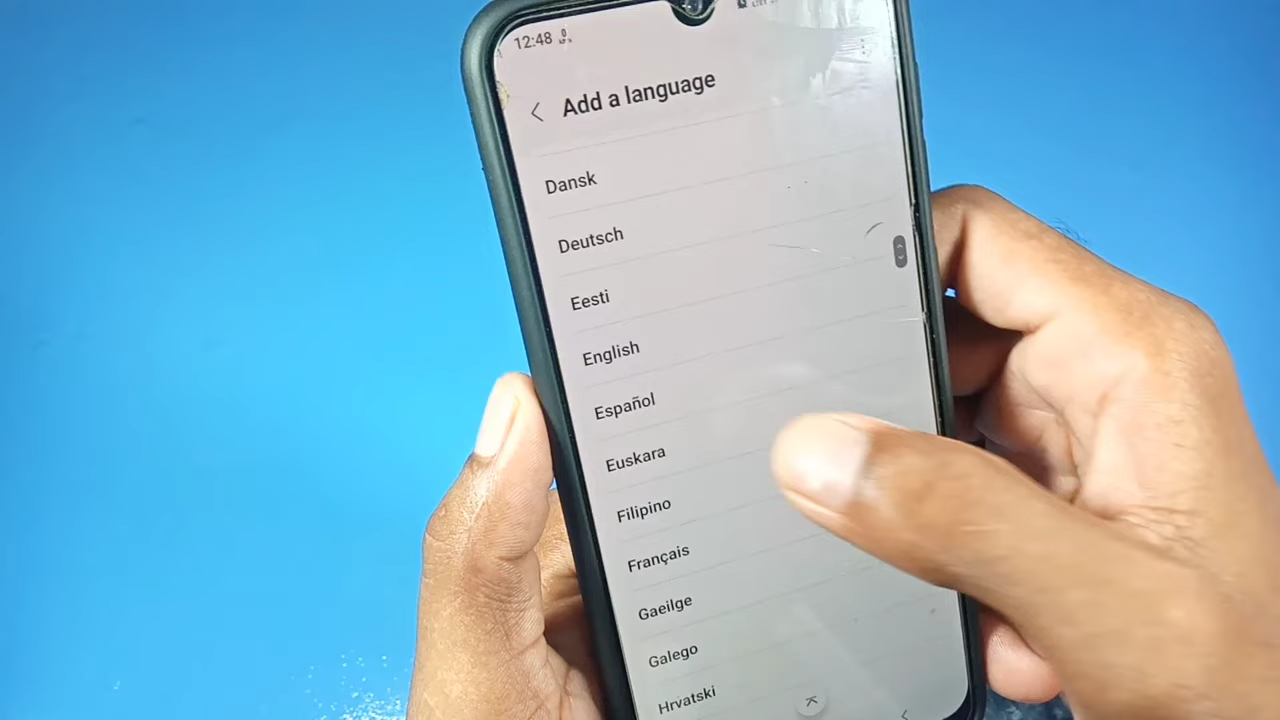 12:48
Add a language
Dansk
Deutsch
Eesti
English
Español
Euskara
Filipino
Français
Gaeilge
Galego
Hrvatski